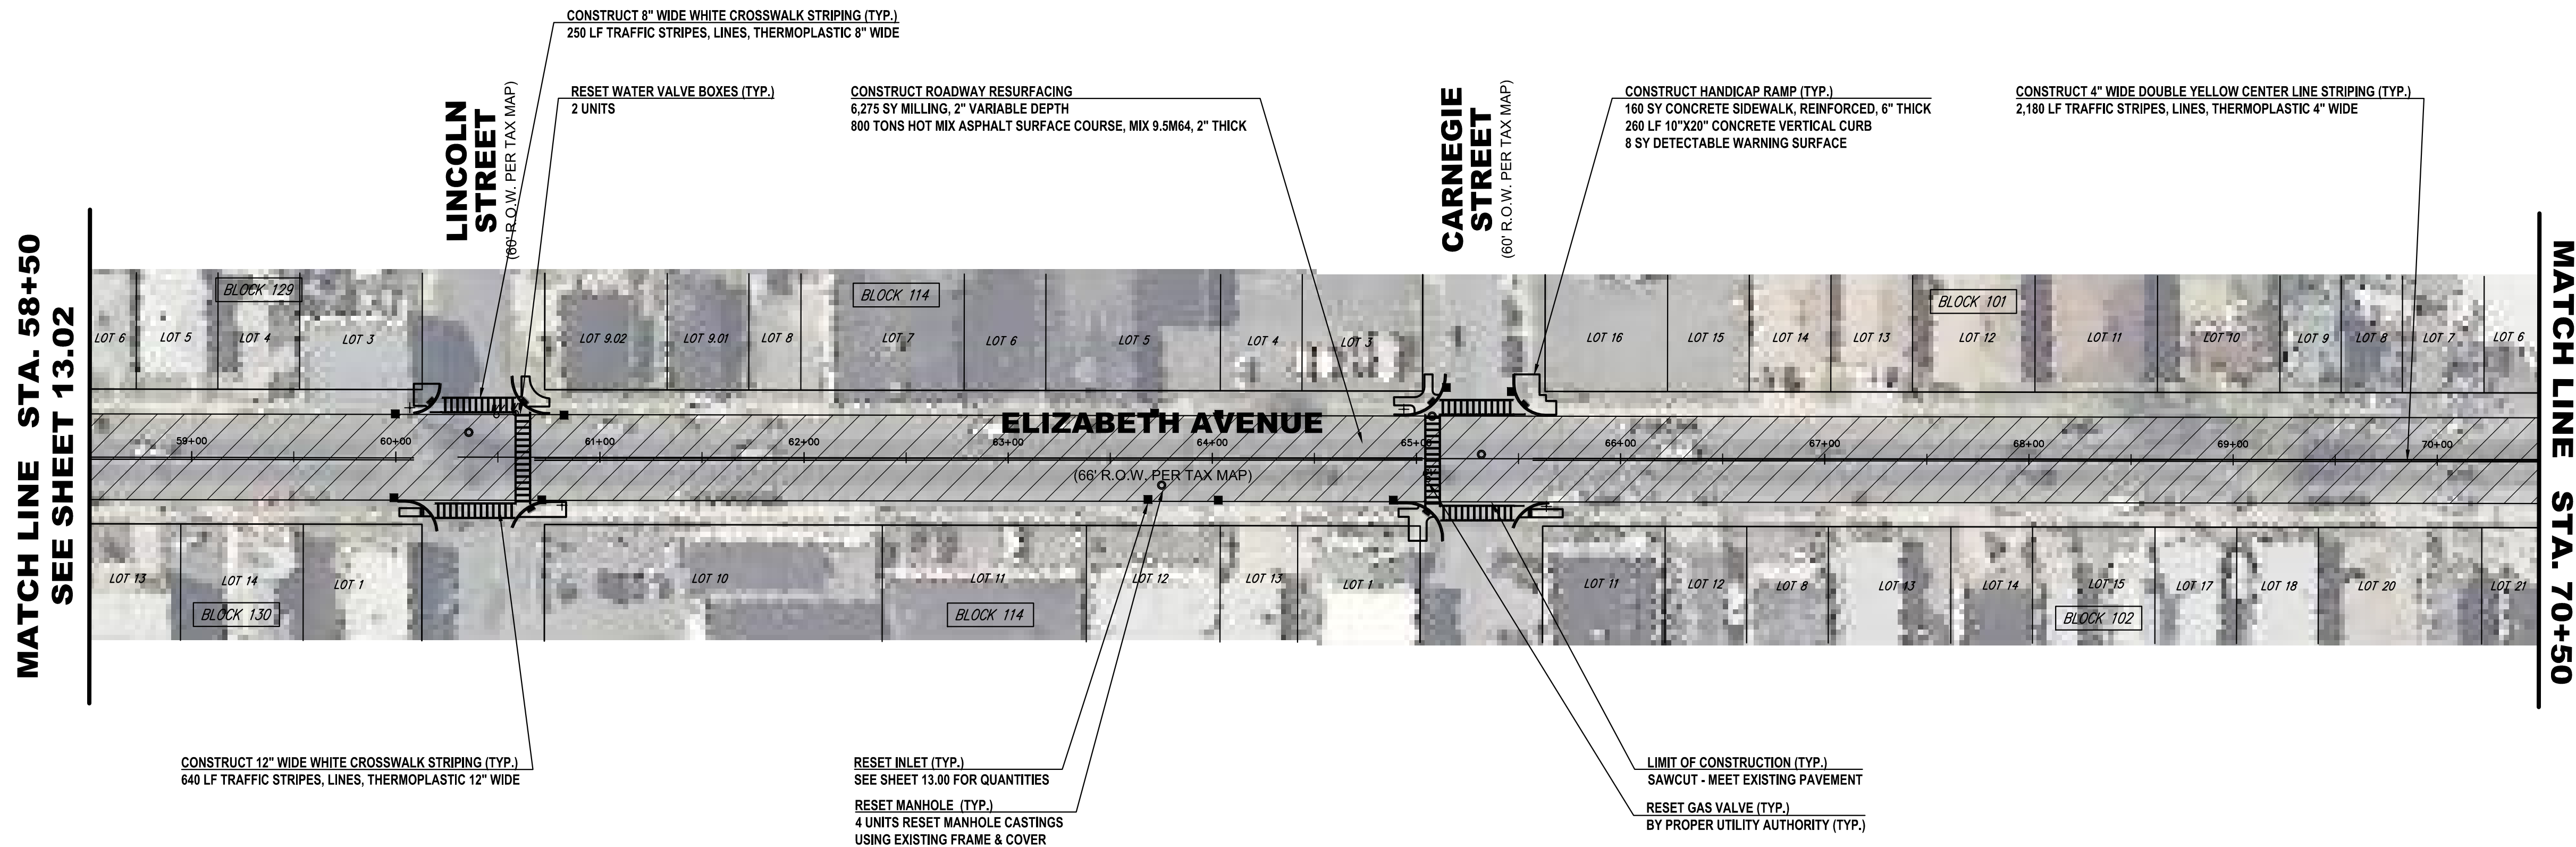 CONSTRUCT 8" WIDE WHITE CROSSWALK STRIPING (TYP.)
250 LF TRAFFIC STRIPES, LINES, THERMOPLASTIC 8" WIDE
RESET WATER VALVE BOXES (TYP.)
2 UNITS
CONSTRUCT ROADWAY RESURFACING
6,275 SY MILLING, 2" VARIABLE DEPTH
800 TONS HOT MIX ASPHALT SURFACE COURSE, MIX 9.5M64, 2" THICK
CONSTRUCT HANDICAP RAMP (TYP.)
160 SY CONCRETE SIDEWALK, REINFORCED, 6" THICK
260 LF 10"X20" CONCRETE VERTICAL CURB
8 SY DETECTABLE WARNING SURFACE
CONSTRUCT 4" WIDE DOUBLE YELLOW CENTER LINE STRIPING (TYP.)
2,180 LF TRAFFIC STRIPES, LINES, THERMOPLASTIC 4" WIDE
LINCOLN
STREET
(60' R.O.W. PER TAX MAP)
CARNEGIE
STREET
(60' R.O.W. PER TAX MAP)
MATCH LINE STA. 58+50
SEE SHEET 13.02
BLOCK 129
BLOCK 114
BLOCK 101
LOT 6
LOT 5
LOT 4
LOT 3
LOT 9.02
LOT 9.01
LOT 8
LOT 7
LOT 6
LOT 5
LOT 4
LOT 3
LOT 16
LOT 15
LOT 14
LOT 13
LOT 12
LOT 11
LOT 10
LOT 9
LOT 8
LOT 7
LOT 6
ELIZABETH AVENUE
59+00
60+00
61+00
62+00
63+00
64+00
65+00
66+00
67+00
68+00
69+00
70+00
(66' R.O.W. PER TAX MAP)
LOT 13
LOT 14
LOT 1
LOT 10
LOT 11
LOT 12
LOT 13
LOT 1
LOT 11
LOT 12
LOT 8
LOT 13
LOT 14
LOT 15
LOT 17
LOT 18
LOT 20
LOT 21
BLOCK 130
BLOCK 114
BLOCK 102
MATCH LINE STA. 70+50
CONSTRUCT 12" WIDE WHITE CROSSWALK STRIPING (TYP.)
640 LF TRAFFIC STRIPES, LINES, THERMOPLASTIC 12" WIDE
RESET INLET (TYP.)
SEE SHEET 13.00 FOR QUANTITIES
RESET MANHOLE (TYP.)
4 UNITS RESET MANHOLE CASTINGS
USING EXISTING FRAME & COVER
LIMIT OF CONSTRUCTION (TYP.)
SAWCUT - MEET EXISTING PAVEMENT
RESET GAS VALVE (TYP.)
BY PROPER UTILITY AUTHORITY (TYP.)